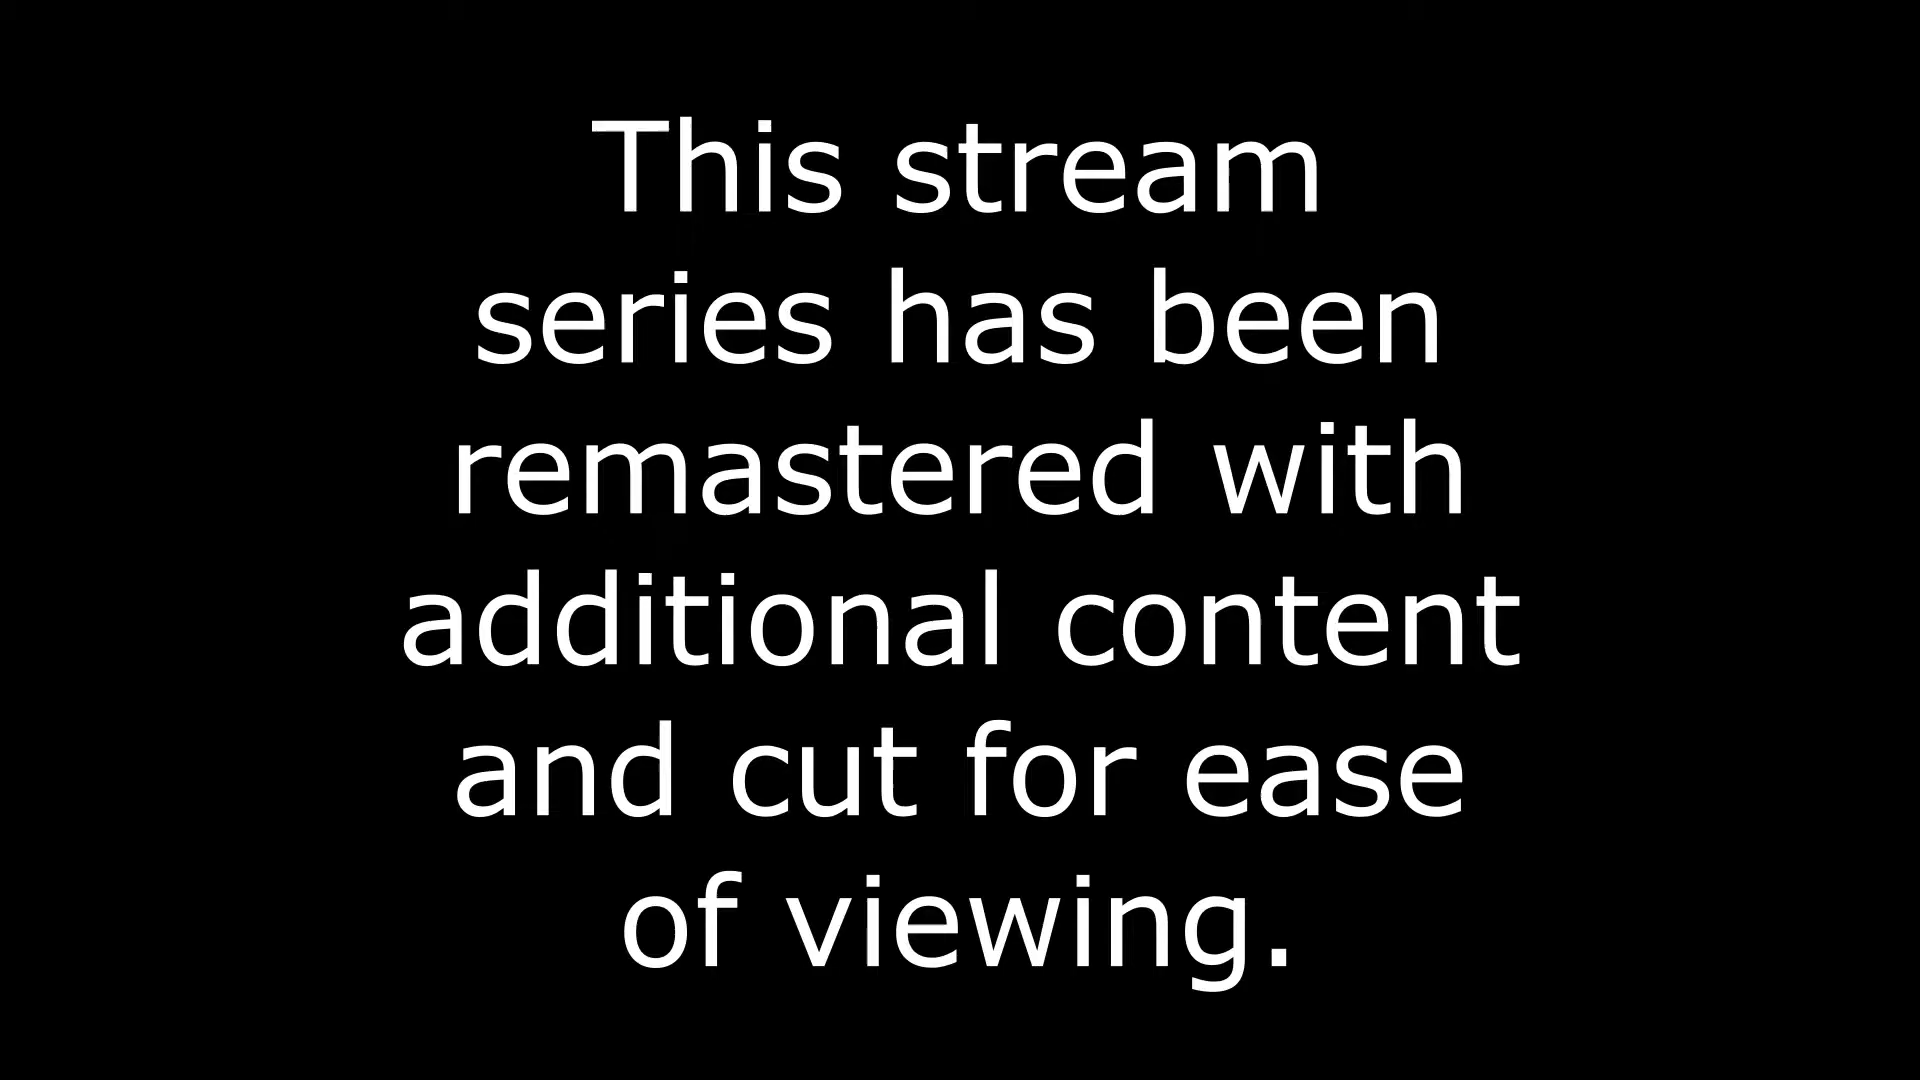 This stream
series has been
remastered with
additional content
and cut for ease
of viewing.